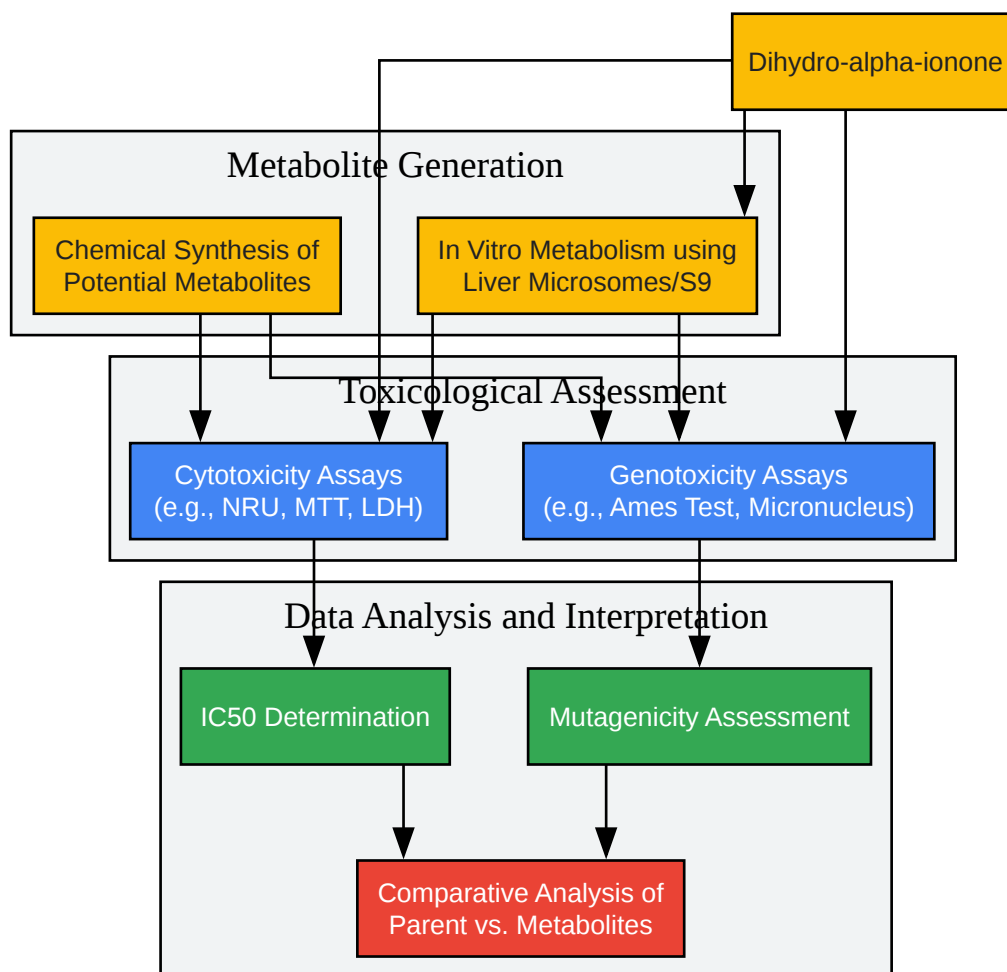 Dihydro-alpha-ionone
Metabolite Generation
Chemical Synthesis of
Potential Metabolites
In Vitro Metabolism using
Liver Microsomes/S9
Toxicological Assessment
Cytotoxicity Assays
(e.g., NRU, MTT, LDH)
Genotoxicity Assays
(e.g., Ames Test, Micronucleus)
Data Analysis and Interpretation
IC50 Determination
Mutagenicity Assessment
Comparative Analysis of
Parent vs. Metabolites